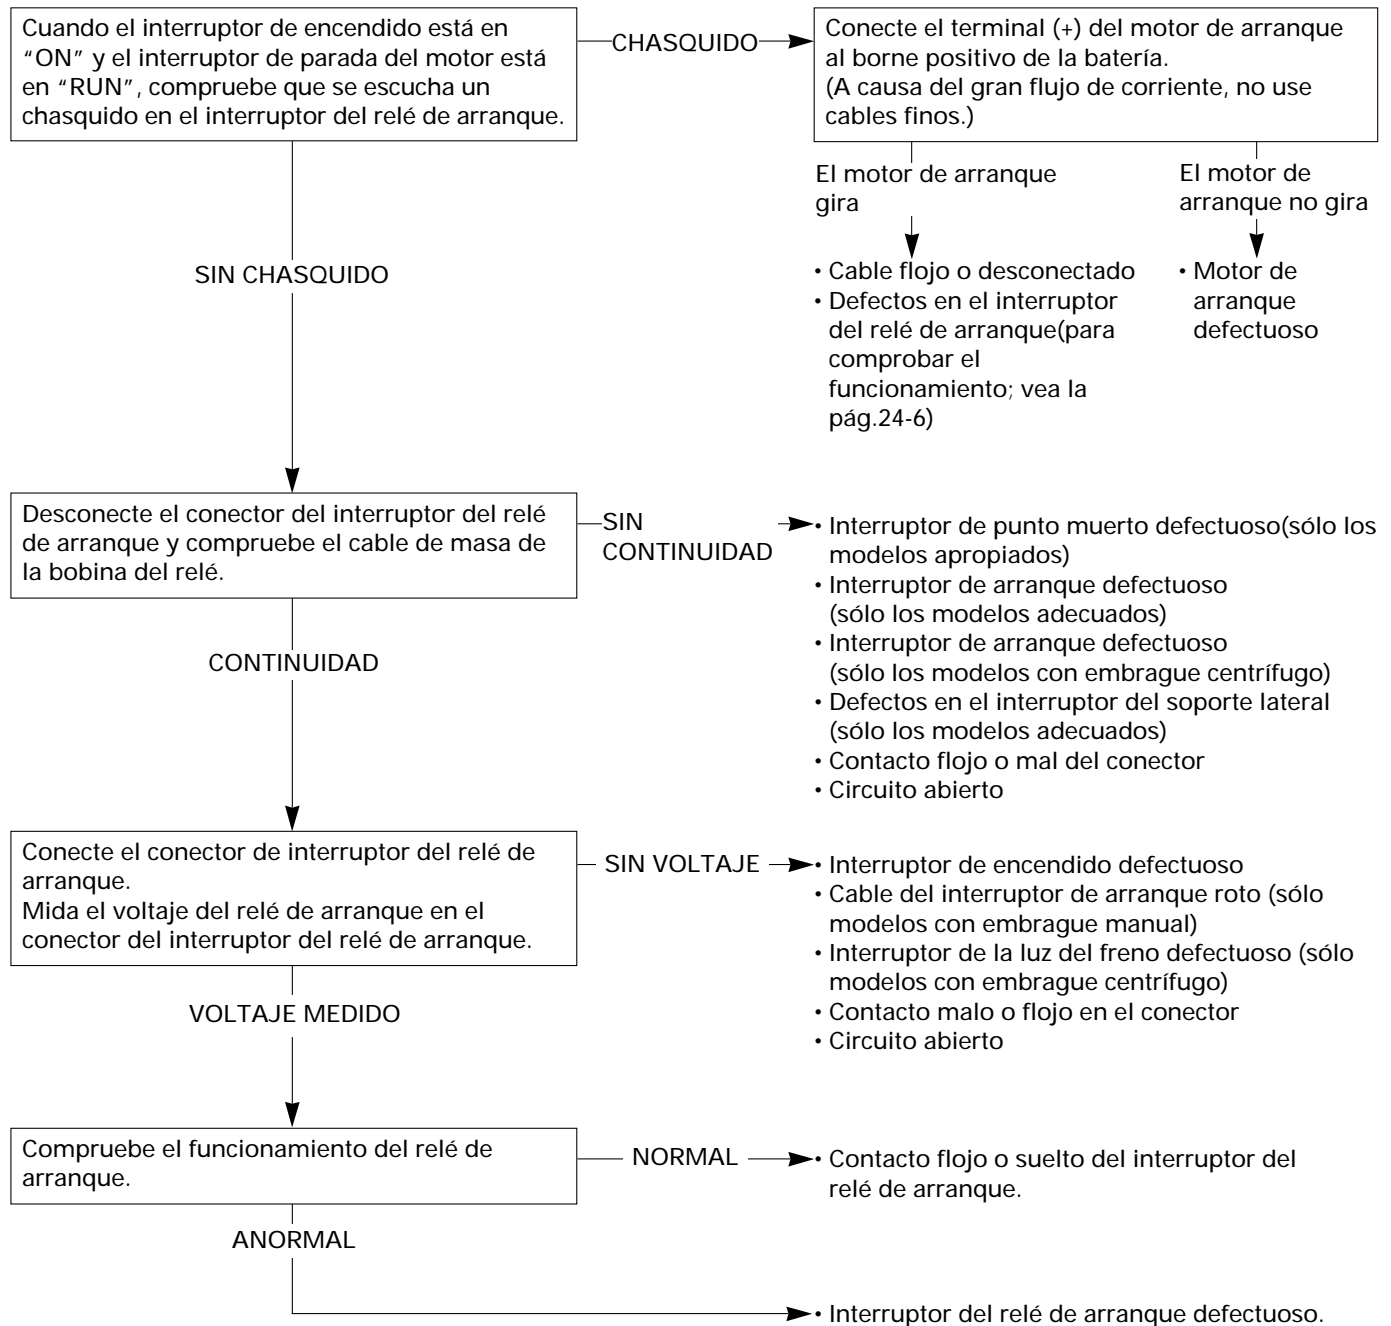 Cuando el interruptor de encendido está en
“ON” y el interruptor de parada del motor está
en “RUN”, compruebe que se escucha un
chasquido en el interruptor del relé de arranque.
CHASQUIDO
Conecte el terminal (+) del motor de arranque
al borne positivo de la batería.
(A causa del gran flujo de corriente, no use
cables finos.)
El motor de arranque
gira
El motor de
arranque no gira
SIN CHASQUIDO
• Cable flojo o desconectado
• Defectos en el interruptor
del relé de arranque(para
comprobar el
funcionamiento; vea la
pág.24-6)
• Motor de
arranque
defectuoso
Desconecte el conector del interruptor del relé
de arranque y compruebe el cable de masa de
la bobina del relé.
SIN
CONTINUIDAD
• Interruptor de punto muerto defectuoso(sólo los
modelos apropiados)
• Interruptor de arranque defectuoso
(sólo los modelos adecuados)
• Interruptor de arranque defectuoso
(sólo los modelos con embrague centrífugo)
• Defectos en el interruptor del soporte lateral
(sólo los modelos adecuados)
• Contacto flojo o mal del conector
• Circuito abierto
CONTINUIDAD
Conecte el conector de interruptor del relé de
arranque.
Mida el voltaje del relé de arranque en el
conector del interruptor del relé de arranque.
SIN VOLTAJE
• Interruptor de encendido defectuoso
• Cable del interruptor de arranque roto (sólo
modelos con embrague manual)
• Interruptor de la luz del freno defectuoso (sólo
modelos con embrague centrífugo)
• Contacto malo o flojo en el conector
• Circuito abierto
VOLTAJE MEDIDO
Compruebe el funcionamiento del relé de
arranque.
NORMAL
• Contacto flojo o suelto del interruptor del
relé de arranque.
ANORMAL
• Interruptor del relé de arranque defectuoso.